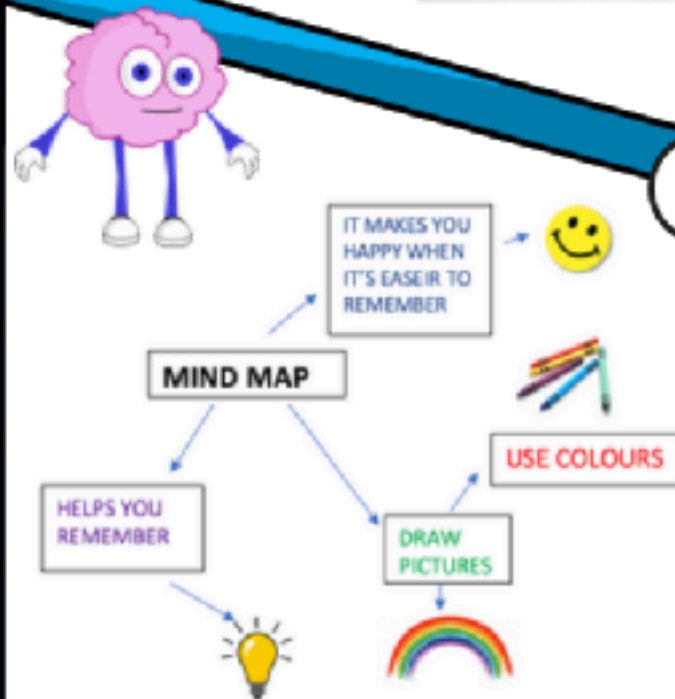 IT MAKES YOU
HAPPY WHEN
IT'S EASEIR TO
REMEMBER
MIND MAP
USE COLOURS
HELPS YOU
REMEMBER
DRAW
PICTURES